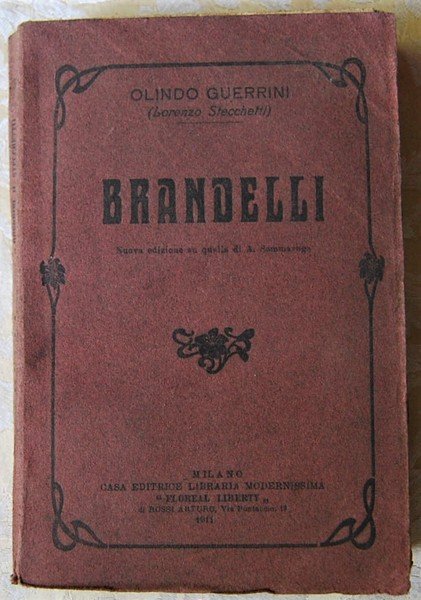 OLINDO GUERRINI
(Lorenzo Stecchetti)
BRANDELLI
Nuova edizione su quella di A. Sommaruga
MILANO
CASA EDITRICE LIBRARIA MODERNISSIMA
"FLOREAL LIBERTY„
di ROSSI ARTURO, Via
1911